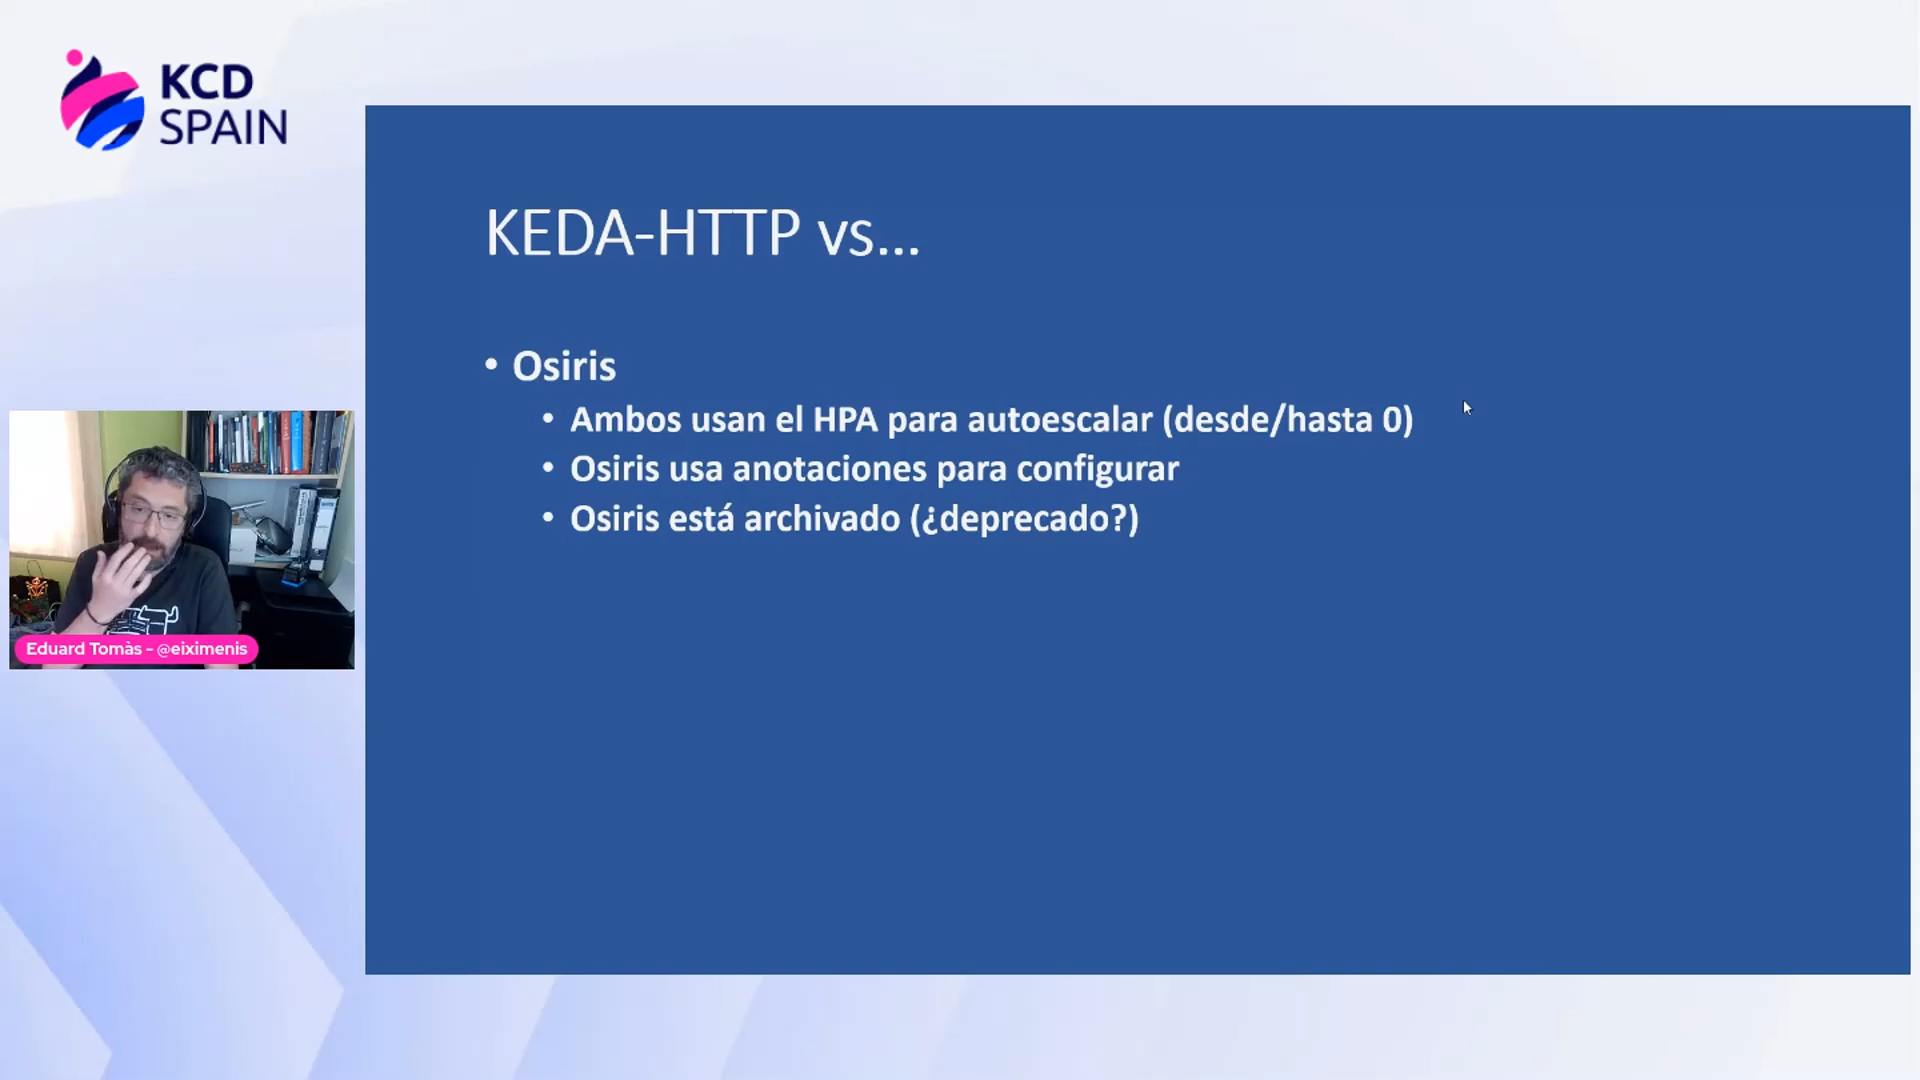 KCD
SPAIN
KEDA-HTTP vs...
• Osiris
• Ambos usan el HPA para autoescalar (desde/hasta 0)
• Osiris usa anotaciones para configurar
• Osiris está archivado (¿deprecado?)
Eduard Tomàs - @eiximenis